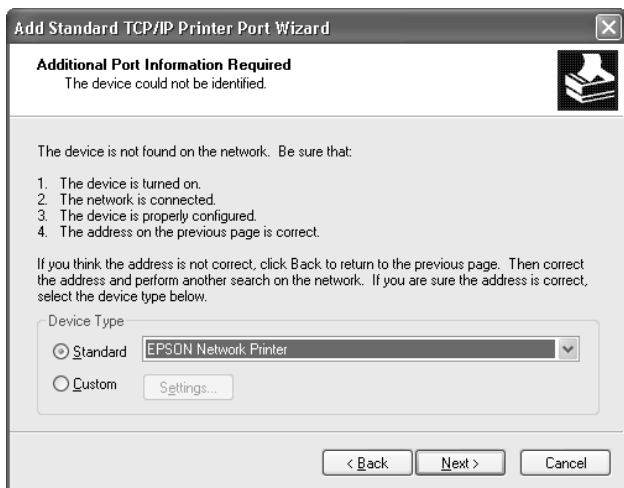 Add Standard TCP/IP Printer Port Wizard
Additional Port Information Required
The device could not be identified.
The device is not found on the network. Be sure that:
1. The device is turned on.
2. The network is connected.
3. The device is properly configured.
4. The address on the previous page is correct.
If you think the address is not correct, click Back to return to the previous page. Then correct
the address and perform another search on the network. If you are sure the address is correct,
select the device type below.
Device Type
Standard EPSON Network Printer
Custom Settings...
< Back Next > Cancel